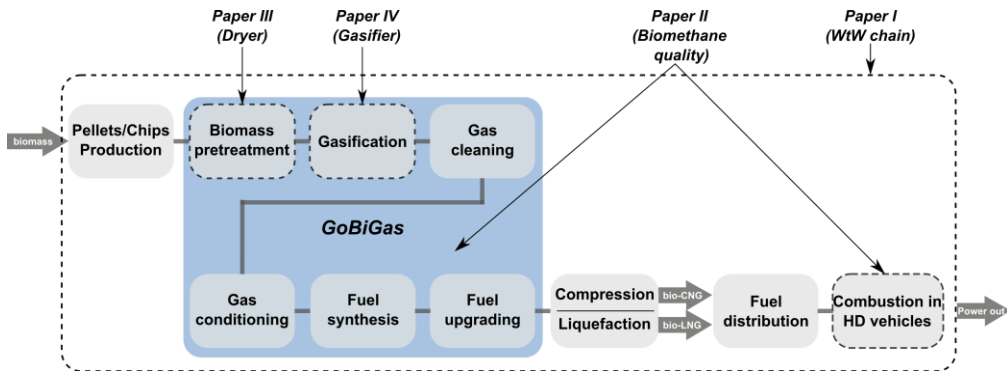 Paper III
(Dryer)
Paper IV
(Gasifier)
Paper II
(Biomethane
quality)
Paper I
(WtW chain)
biomass
Pellets/Chips
Production
Biomass
pretreatment
Gasification
Gas
cleaning
GoBiGas
Gas
conditioning
Fuel
synthesis
Fuel
upgrading
Compression
Liquefaction
bio-CNG
bio-LNG
Fuel
distribution
Combustion in
HD vehicles
Power out